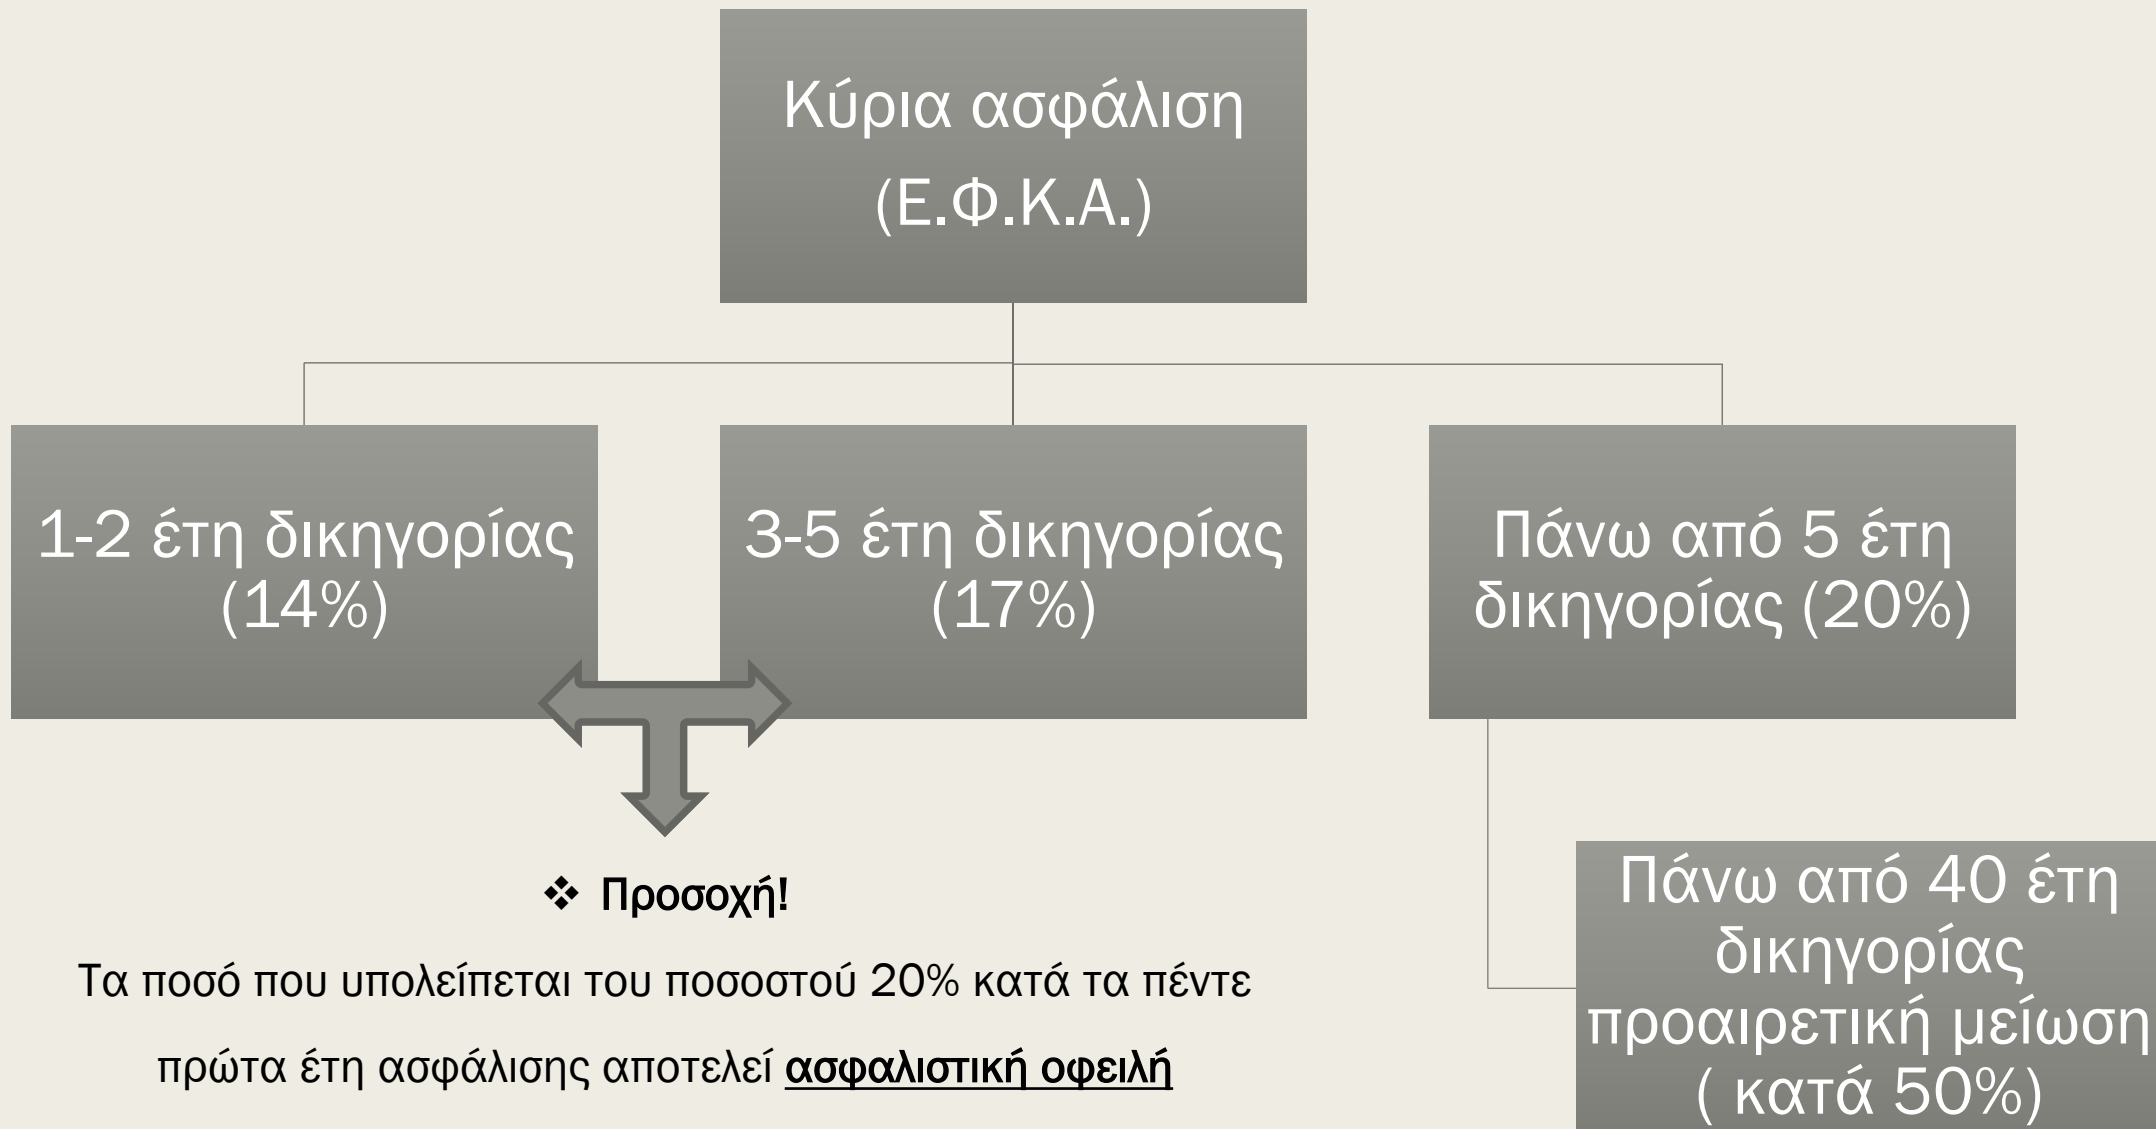 Κύρια ασφάλιση
(Ε.Φ.Κ.Α.)
1-2 έτη δικηγορίας
(14%)
3-5 έτη δικηγορίας
(17%)
Πάνω από 5 έτη
δικηγορίας (20%)
Πάνω από 40 έτη
δικηγορίας
προαιρετική μείωση
( κατά 50%)
❖ Προσοχή!
Τα ποσό που υπολείπεται του ποσοστού 20% κατά τα πέντε
πρώτα έτη ασφάλισης αποτελεί ασφαλιστική οφειλή